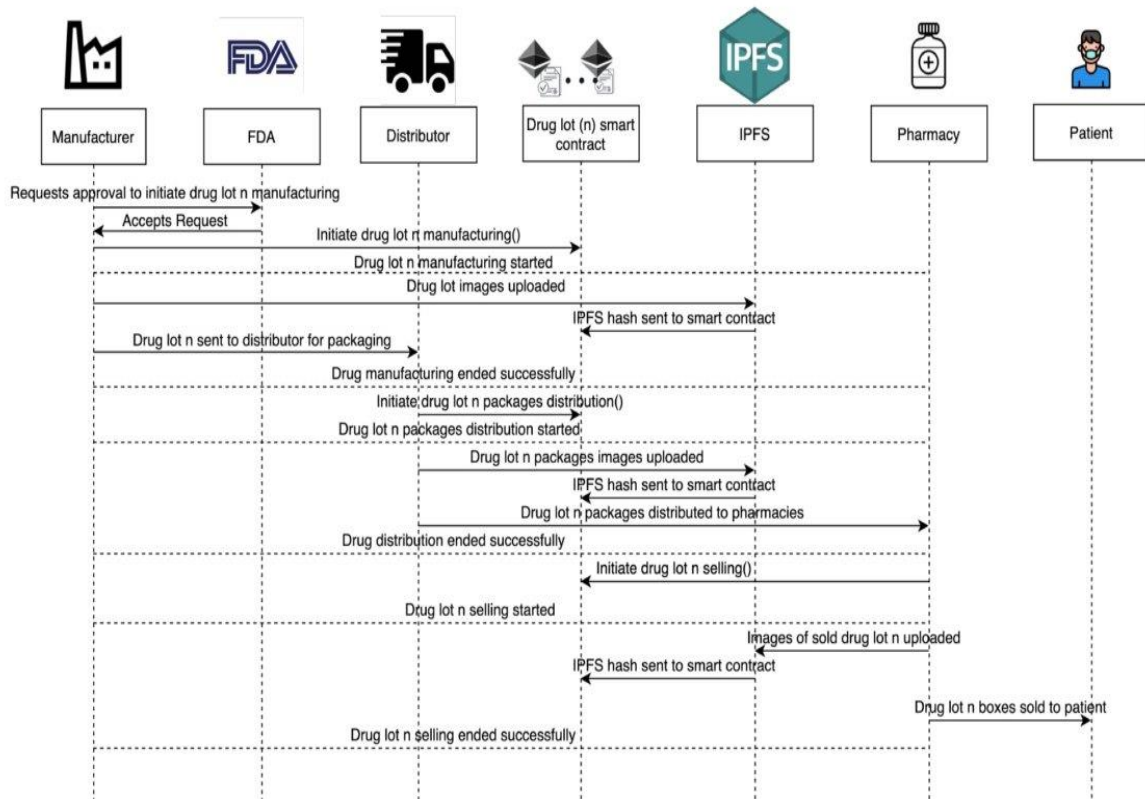 FDA
IPFS
Manufacturer
FDA
Distributor
Drug lot (n) smart
contract
IPFS
Pharmacy
Patient
Requests approval to initiate drug lot n manufacturing
Accepts Request
Initiate drug lot n manufacturing()
Drug lot n manufacturing started
Drug lot images uploaded
IPFS hash sent to smart contract
Drug lot n sent to distributor for packaging
Drug manufacturing ended successfully
Initiate drug lot n packages distribution()
Drug lot n packages distribution started
Drug lot n packages images uploaded
IPFS hash sent to smart contract
Drug lot n packages distributed to pharmacies
Drug distribution ended successfully
Initiate drug lot n selling()
Drug lot n selling started
Images of sold drug lot n uploaded
IPFS hash sent to smart contract
Drug lot n boxes sold to patient
Drug lot n selling ended successfully